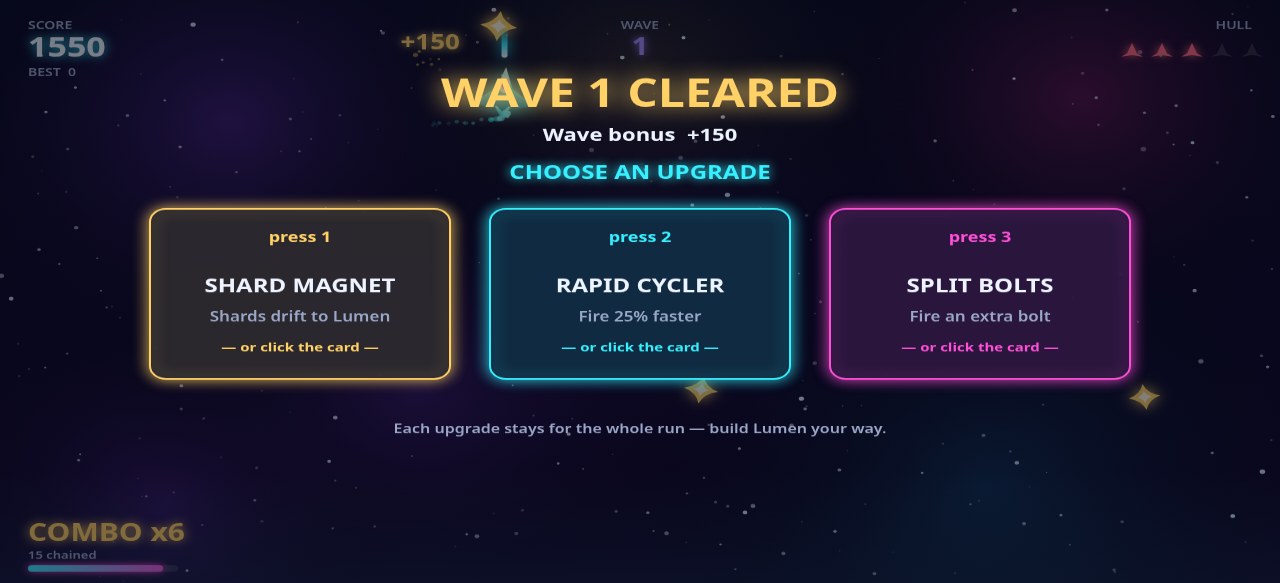 SCORE
1550
BEST 0
+150
WAVE
1
HULL
WAVE 1 CLEARED
Wave bonus +150
CHOOSE AN UPGRADE
press 1
SHARD MAGNET
Shards drift to Lumen
— or click the card —
press 2
RAPID CYCLER
Fire 25% faster
— or click the card —
press 3
SPLIT BOLTS
Fire an extra bolt
— or click the card —
Each upgrade stays for the whole run — build Lumen your way.
COMBO x6
15 chained